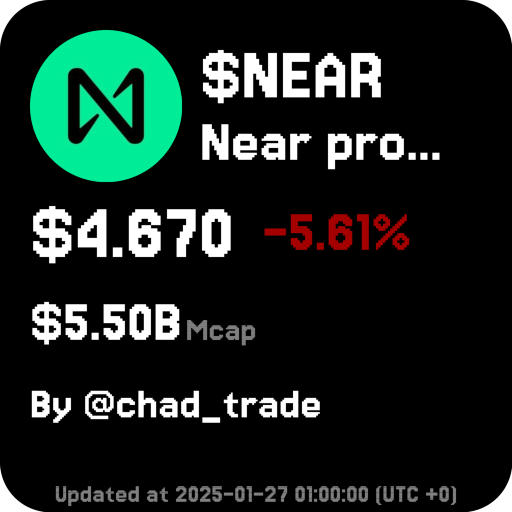 $NEAR
Near pro...
$4.670 -5.61%
$5.50B Mcap
By @chad_trade
Updated at 2025-01-27 01:00:00 (UTC +0)